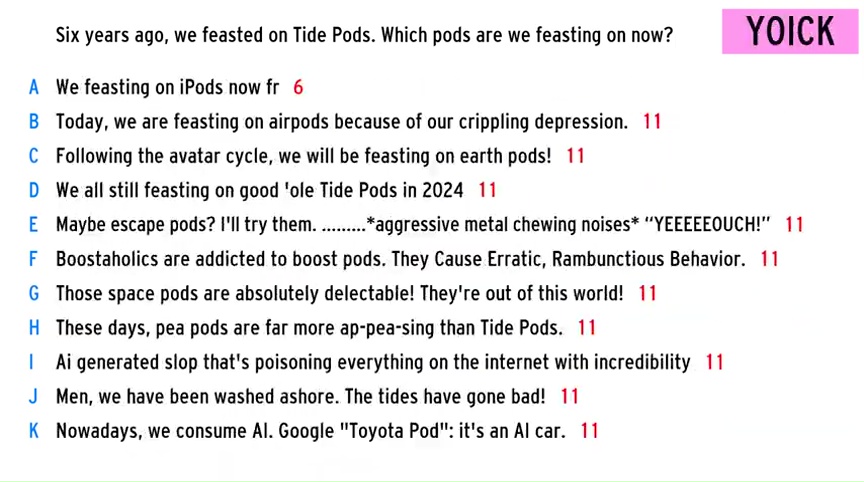 Six years ago, we feasted on Tide Pods. Which pods are we feasting on now?
YOICK
A We feasting on iPods now fr 6
B Today, we are feasting on airpods because of our crippling depression. 11
C Following the avatar cycle, we will be feasting on earth pods! 11
D We all still feasting on good 'ole Tide Pods in 2024 11
E Maybe escape pods? I'll try them. .........*aggressive metal chewing noises* “YEEEEEOUCH!” 11
F Boostaholics are addicted to boost pods. They Cause Erratic, Rambunctious Behavior. 11
G Those space pods are absolutely delectable! They're out of this world! 11
H These days, pea pods are far more ap-pea-sing than Tide Pods. 11
I Ai generated slop that's poisoning everything on the internet with incredibility 11
J Men, we have been washed ashore. The tides have gone bad! 11
K Nowadays, we consume AI. Google "Toyota Pod": it's an AI car. 11